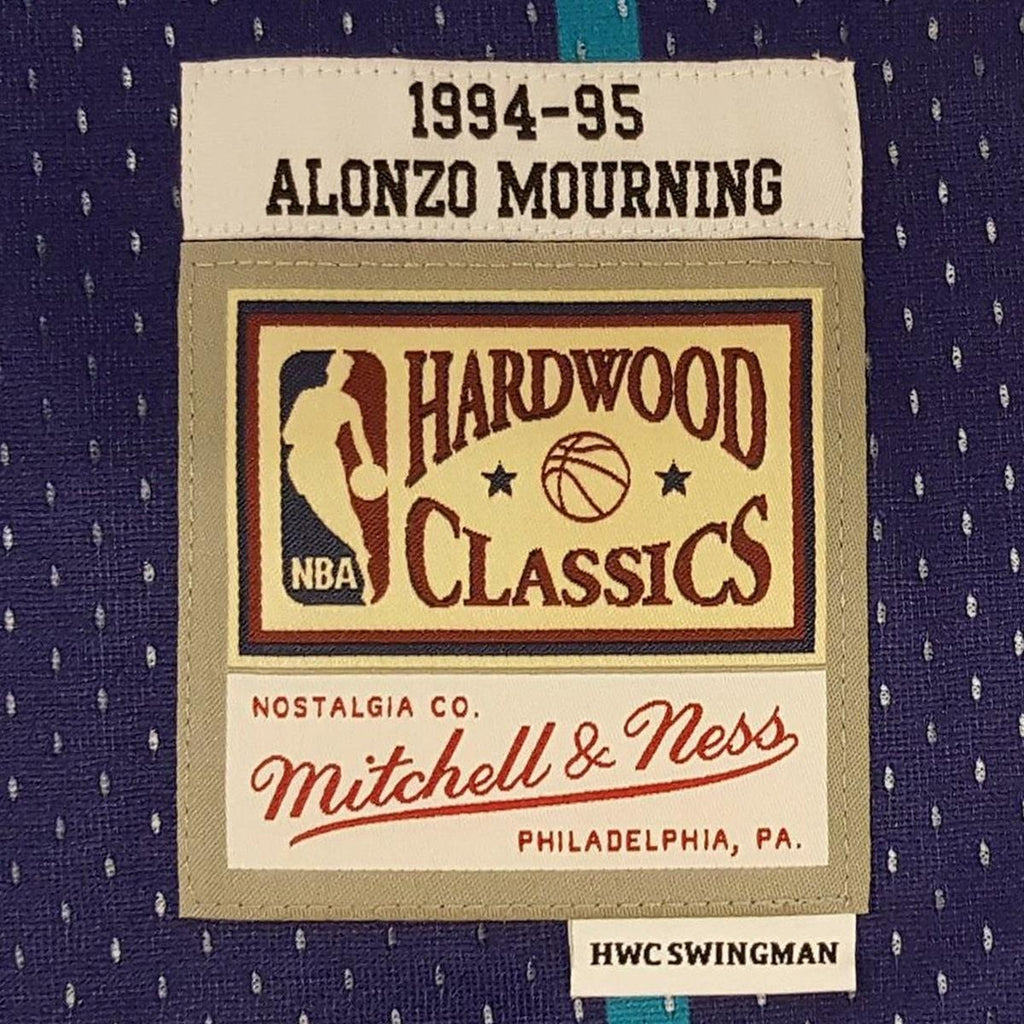 1994-95
ALONZO MOURNING
HARDWOOD
CLASSICS
NBA
NOSTALGIA CO.
Mitchell & Ness
PHILADELPHIA, PA.
HWC SWINGMAN